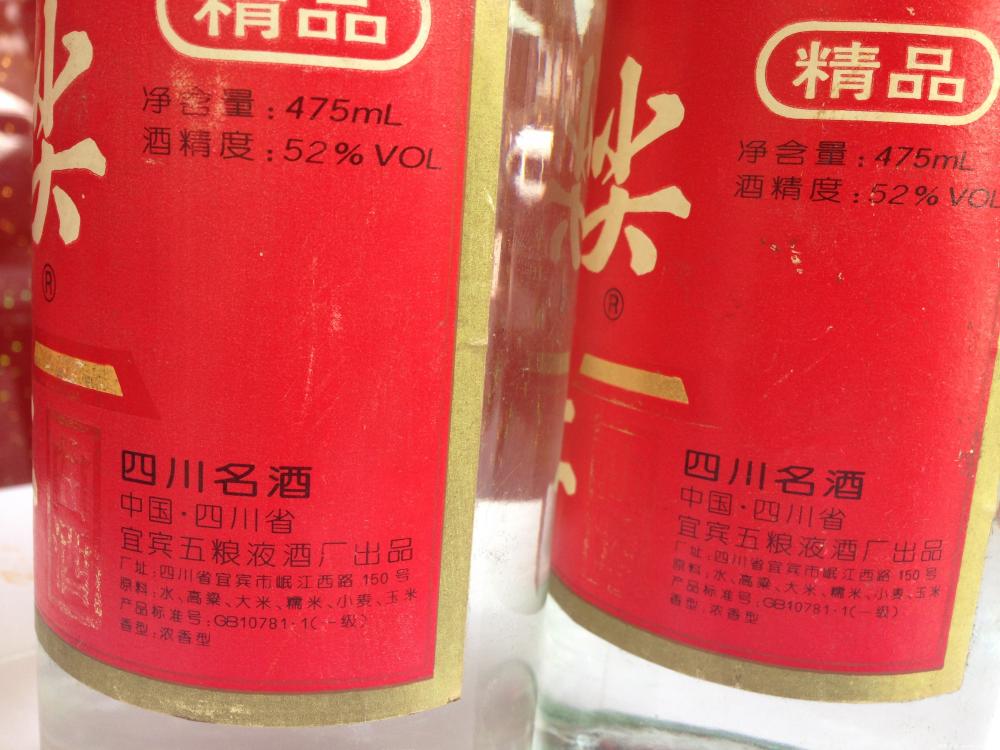 精品
净含量:475mL
酒精度:52%VOL
尖
®
四川名酒
中国·四川省
宜宾五粮液酒厂出品
厂址:四川省宜宾市岷江西路150号
原料:水、高粱、大米、糯米、小麦、玉米
产品标准号:GB10781·1(一级)
香型:浓香型
精品
净含量:475mL
酒精度:52%VOL
尖
®
四川名酒
中国·四川省
宜宾五粮液酒厂出品
厂址:四川省宜宾市岷江西路150号
原料:水、高粱、大米、糯米、小麦、玉米
产品标准号:GB10781·1(一级)
香型:浓香型